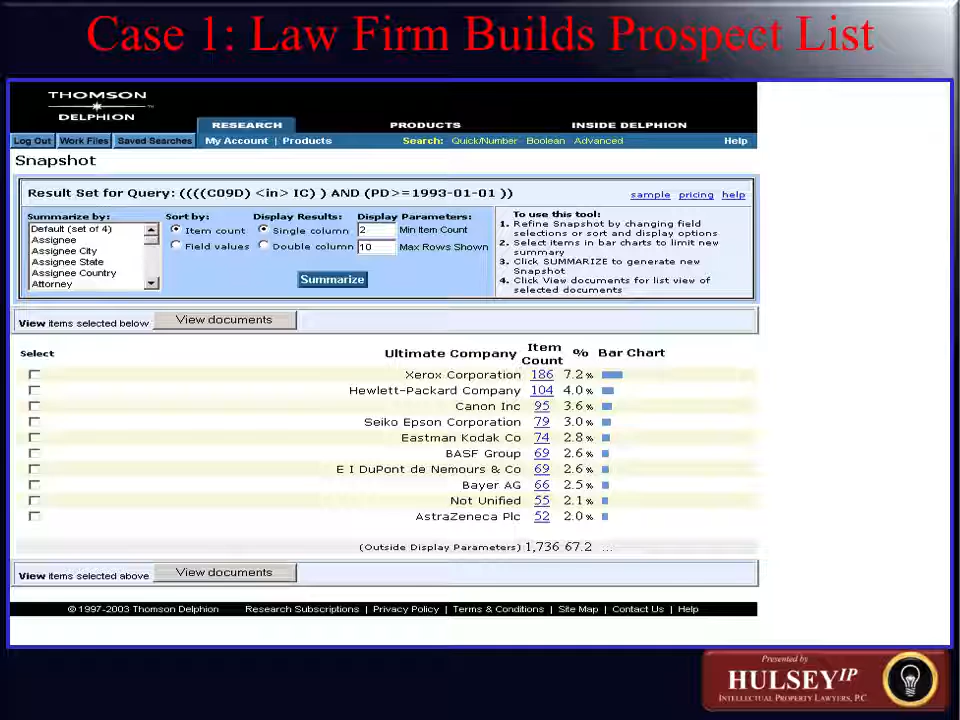 Case 1: Law Firm Builds Prospect List
THOMSON
DELPHION
RESEARCH PRODUCTS INSIDE DELPHION
Log Out Work Files Saved Searches My Account | Products Search: Quick/Number Boolean Advanced Help
Snapshot
Result Set for Query: ((((C09D) <in> IC) ) AND (PD>=1993-01-01 )) sample pricing help
Summarize by:
Default (set of 4)
Assignee
Assignee City
Assignee State
Assignee Country
Attorney
Sort by:
Item count
Field values
Display Results:
Single column
Double column
Display Parameters:
2 Min Item Count
10 Max Rows Shown
Summarize
To use this tool:
1. Refine Snapshot by changing field
selections or sort and display options
2. Select items in bar charts to limit new
summary
3. Click SUMMARIZE to generate new
Snapshot
4. Click View documents for list view of
selected documents
View items selected below View documents
Select Ultimate Company Item Count % Bar Chart
Xerox Corporation 186 7.2%
Hewlett-Packard Company 104 4.0%
Canon Inc 95 3.6%
Seiko Epson Corporation 79 3.0%
Eastman Kodak Co 74 2.8%
BASF Group 69 2.6%
E I DuPont de Nemours & Co 69 2.6%
Bayer AG 66 2.5%
Not Unified 55 2.1%
AstraZeneca Plc 52 2.0%
(Outside Display Parameters) 1,736 67.2 ...
View items selected above View documents
© 1997-2003 Thomson Delphion Research Subscriptions | Privacy Policy | Terms & Conditions | Site Map | Contact Us | Help
Presented by
HULSEY IP
INTELLECTUAL PROPERTY LAWYERS, P.C.